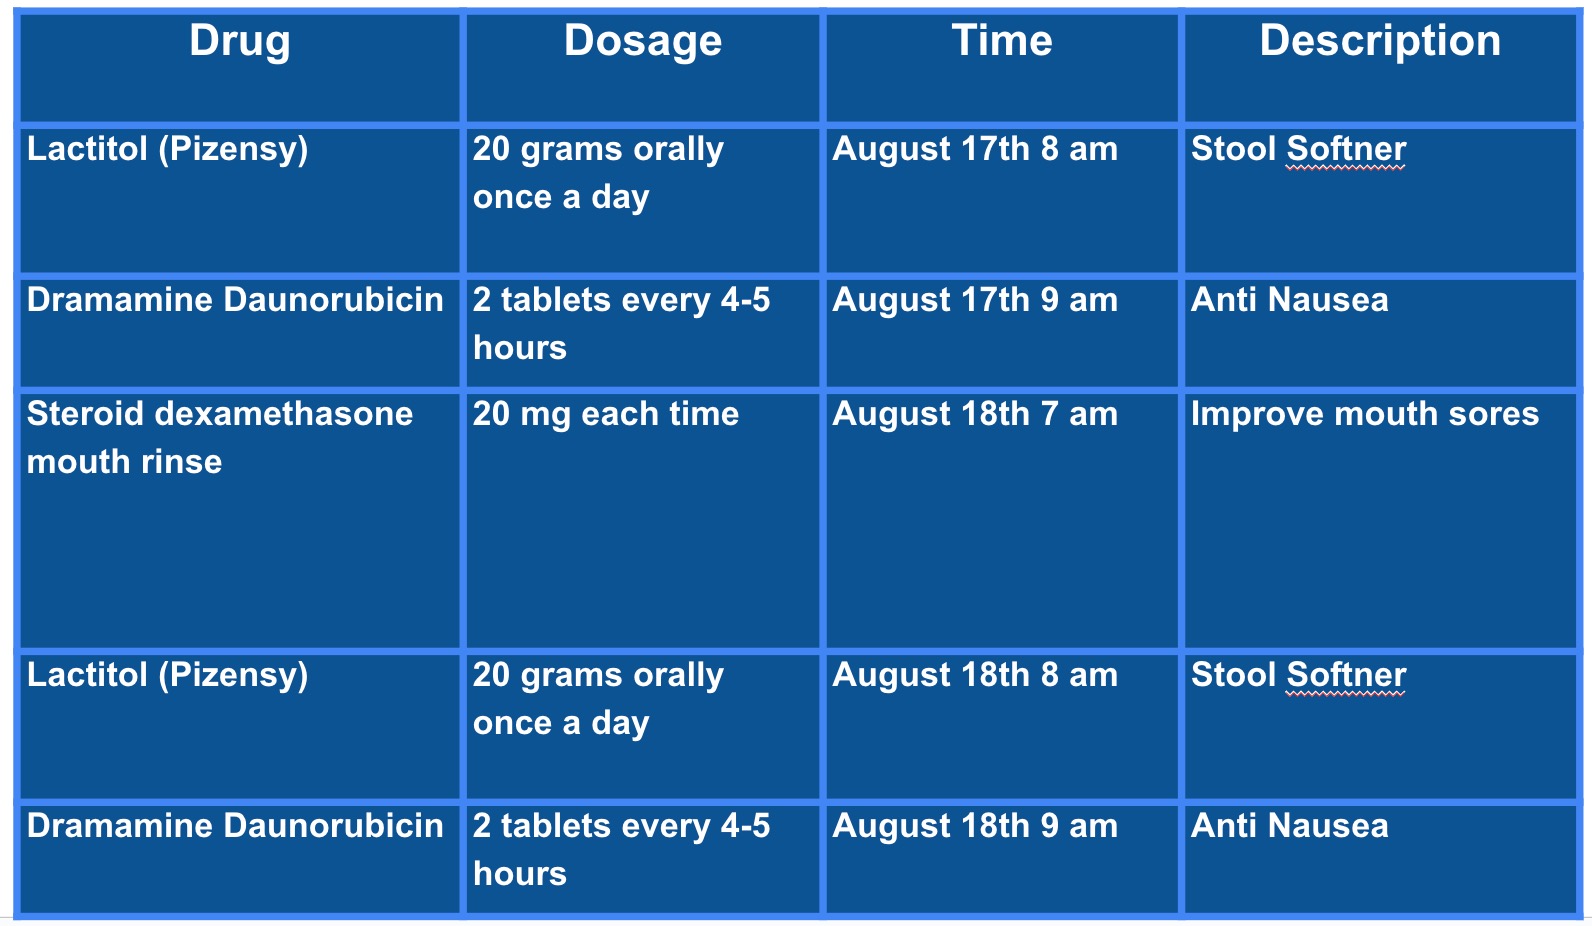 Drug Dosage Time Description
Lactitol (Pizensy) 20 grams orally August 17th 8 am Stool Softner
once a day
Dramamine Daunorubicin 2 tablets every 4-5 August 17th 9 am Anti Nausea
hours
Steroid dexamethasone 20 mg each time August 18th 7 am Improve mouth sores
mouth rinse
Lactitol (Pizensy) 20 grams orally August 18th 8 am Stool Softner
once a day
Dramamine Daunorubicin 2 tablets every 4-5 August 18th 9 am Anti Nausea
hours